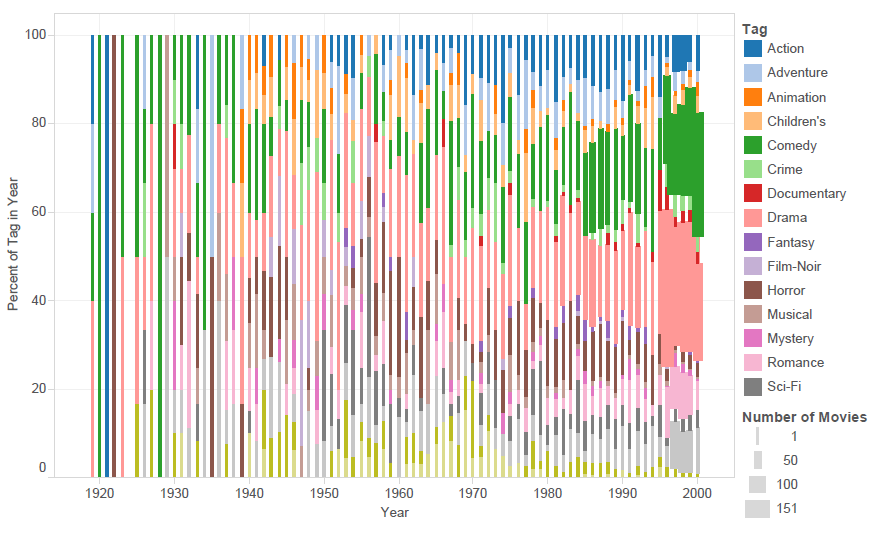 Percent of Tag in Year
100
80
60
40
20
0
1920 1930 1940 1950 1960 1970 1980 1990 2000
Year
Tag
Action
Adventure
Animation
Children's
Comedy
Crime
Documentary
Drama
Fantasy
Film-Noir
Horror
Musical
Mystery
Romance
Sci-Fi
Number of Movies
1
50
100
151